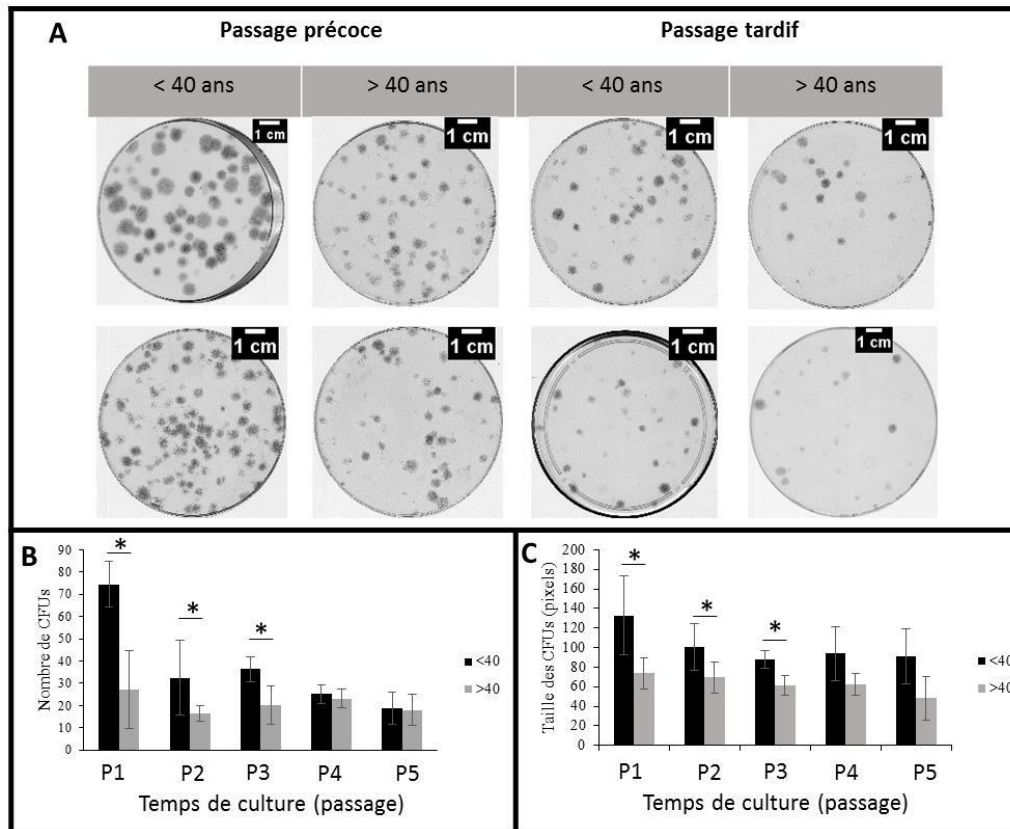 A
Passage précoce
Passage tardif
< 40 ans
> 40 ans
< 40 ans
> 40 ans
1 cm
1 cm
1 cm
1 cm
1 cm
1 cm
1 cm
1 cm
B
Nombre de CFUs
90
80
70
60
50
40
30
20
10
0
*
*
*
<40
>40
P1
P2
P3
P4
P5
Temps de culture (passage)
C
Taille des CFUs (pixels)
200
180
160
140
120
100
80
60
40
20
0
*
*
*
<40
>40
P1
P2
P3
P4
P5
Temps de culture (passage)